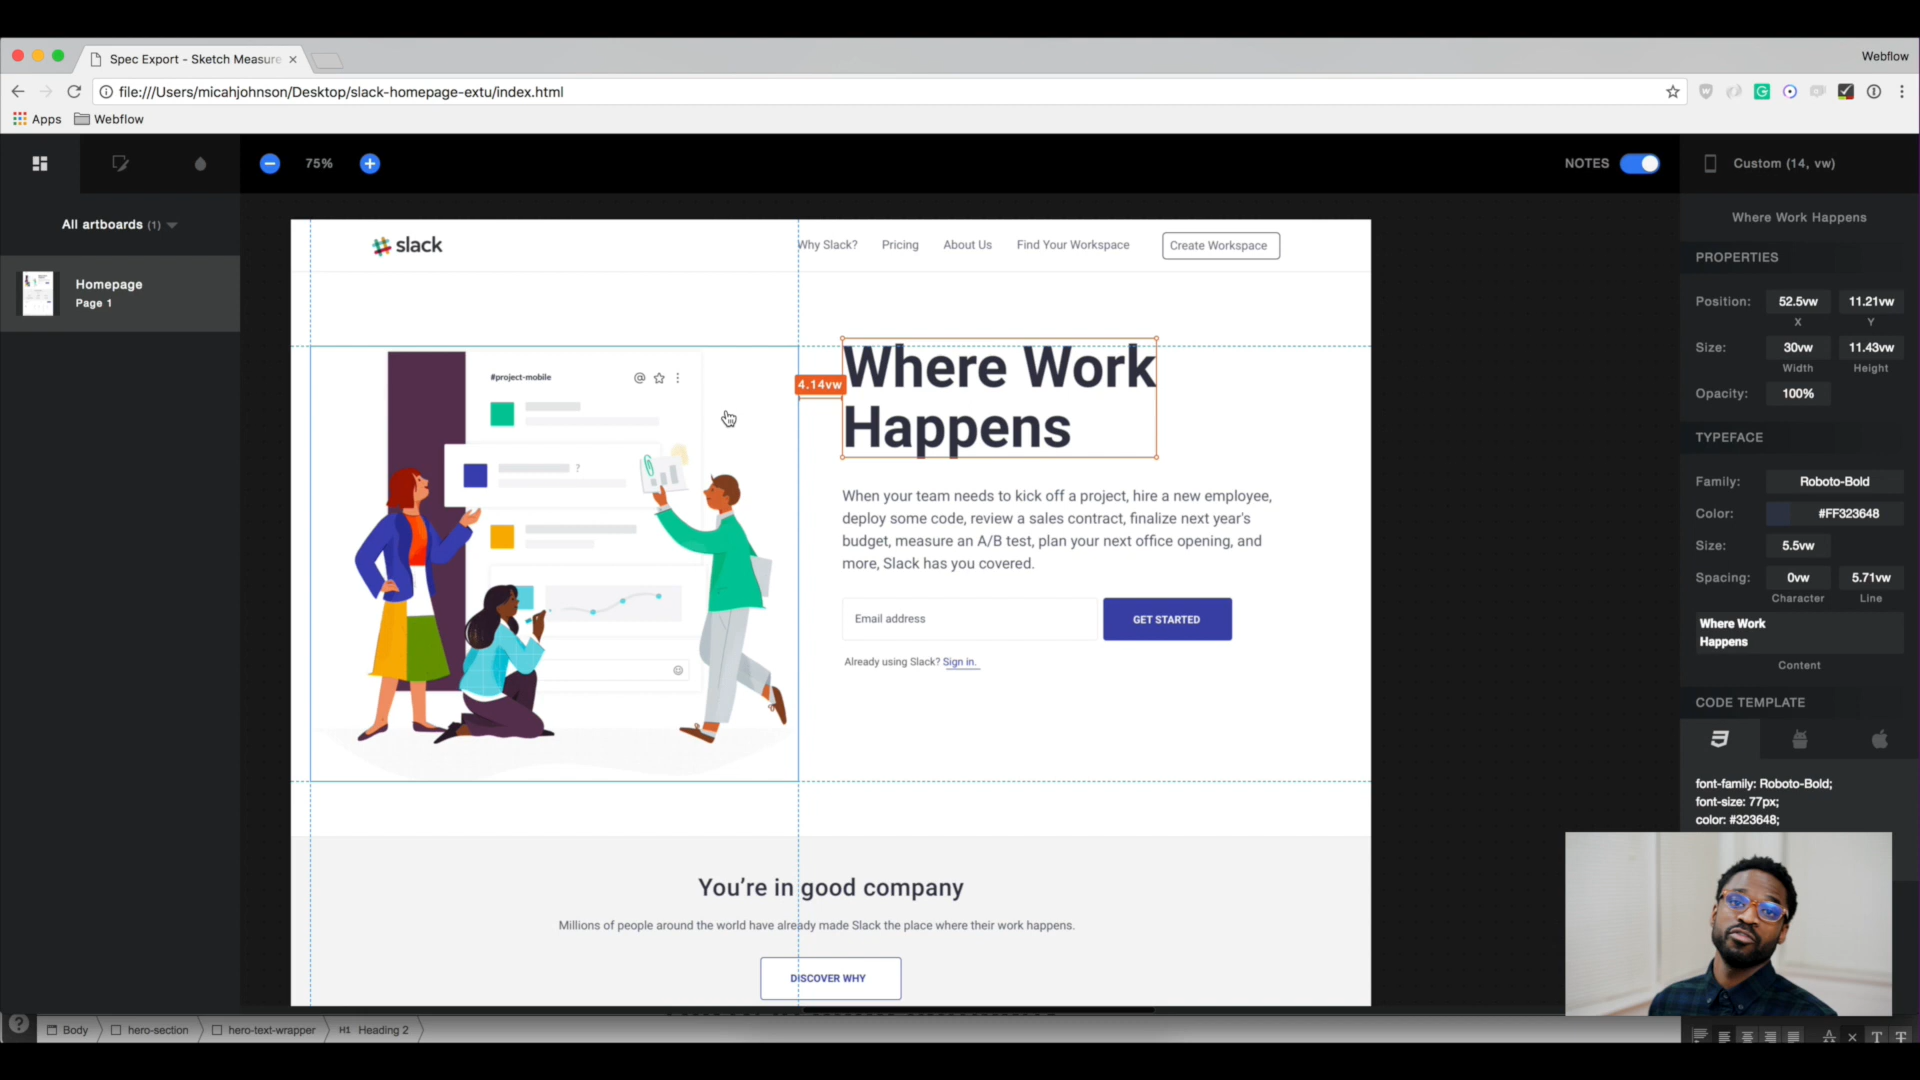 Spec Export - Sketch Measure
Webflow
file:///Users/micahjohnson/Desktop/slack-homepage-extu/index.html
Apps
Webflow
75%
NOTES
Custom (14, vw)
All artboards (1)
Homepage
Page 1
slack
Why Slack?
Pricing
About Us
Find Your Workspace
Create Workspace
#project-mobile
4.14vw
Where Work
Happens
When your team needs to kick off a project, hire a new employee,
deploy some code, review a sales contract, finalize next year's
budget, measure an A/B test, plan your next office opening, and
more, Slack has you covered.
Email address
GET STARTED
Already using Slack? Sign in.
You're in good company
Millions of people around the world have already made Slack the place where their work happens.
DISCOVER WHY
Where Work Happens
PROPERTIES
Position: 52.5vw 11.21vw
X Y
Size: 30vw 11.43vw
Width Height
Opacity: 100%
TYPEFACE
Family: Roboto-Bold
Color: #FF323648
Size: 5.5vw
Spacing: 0vw 5.71vw
Character Line
Where Work
Happens
Content
CODE TEMPLATE
font-family: Roboto-Bold;
font-size: 77px;
color: #323648;
Body
hero-section
hero-text-wrapper
H1 Heading 2